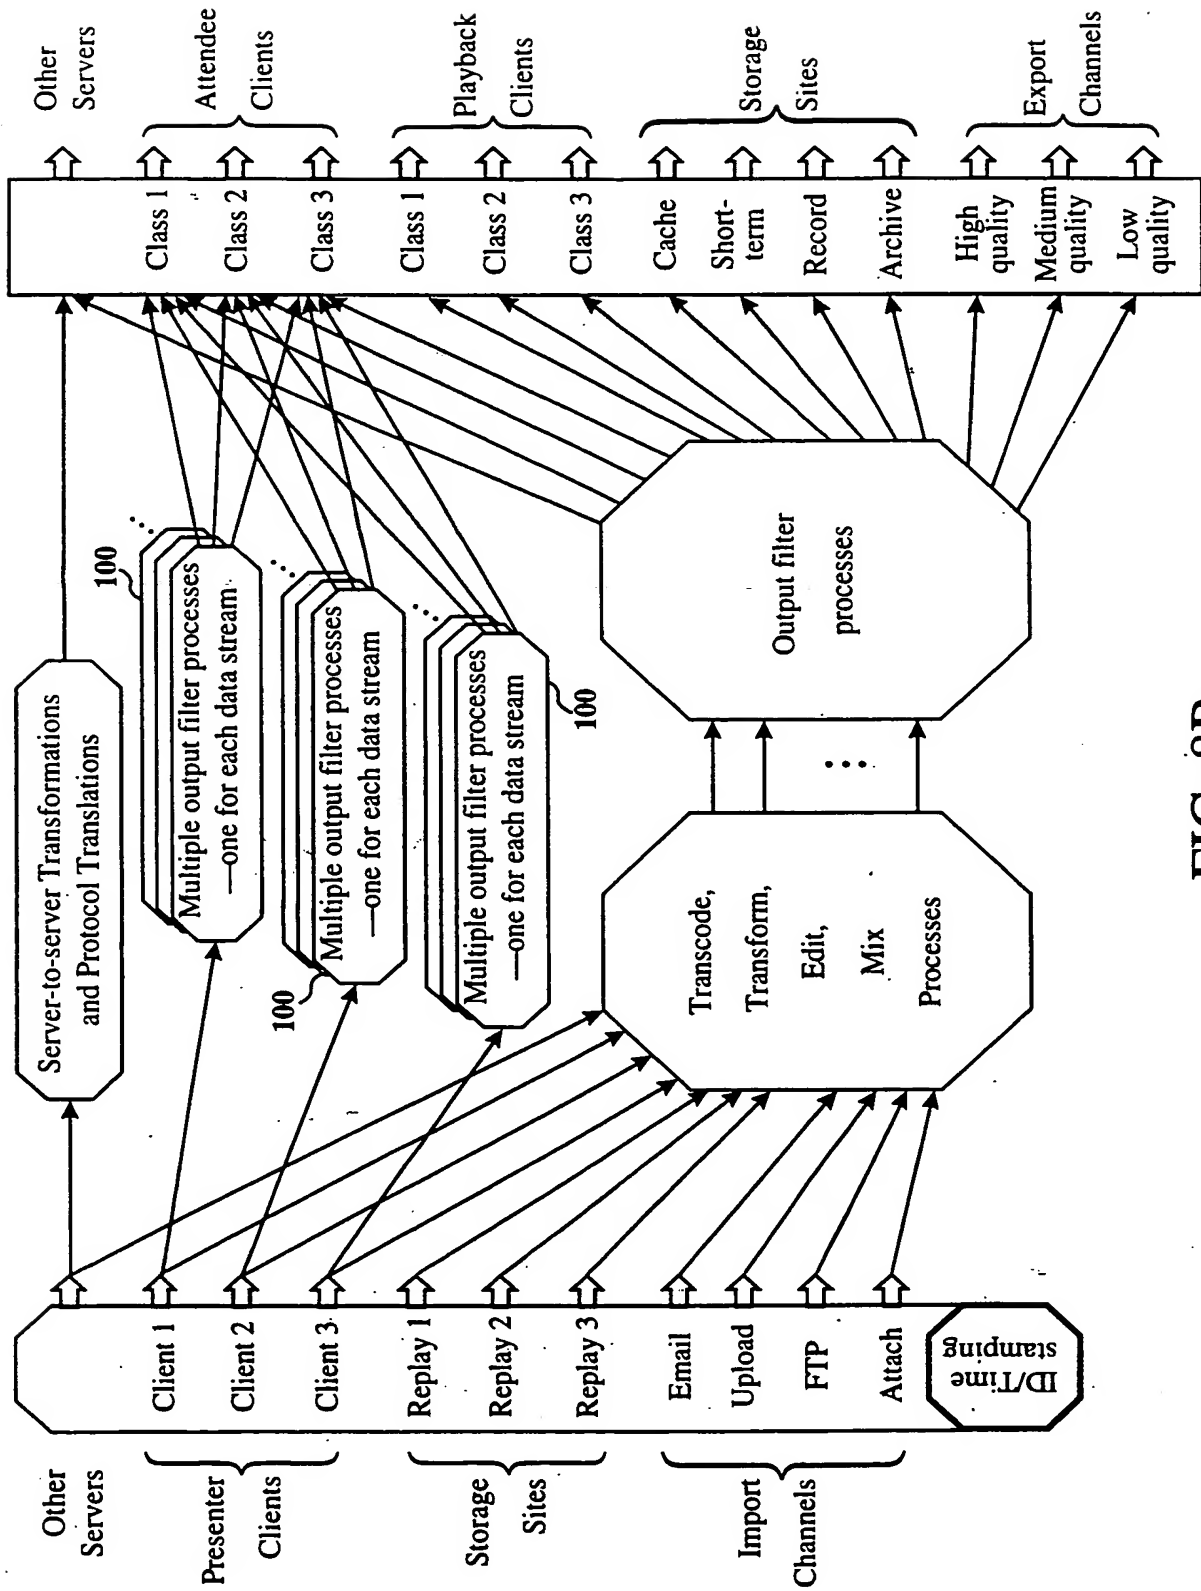 Other
Servers
Presenter
Clients
Storage
Sites
Import
Channels
Client 1
Client 2
Client 3
Replay 1
Replay 2
Replay 3
Email
Upload
FTP
Attach
ID/Time
stamping
Server-to-server Transformations
and Protocol Translations
100
Multiple output filter processes
—one for each data stream
100
Multiple output filter processes
—one for each data stream
Multiple output filter processes
—one for each data stream
100
Transcode,
Transform,
Edit,
Mix
Processes
Output filter
processes
Class 1
Class 2
Class 3
Class 1
Class 2
Class 3
Cache
Short-
term
Record
Archive
High
quality
Medium
quality
Low
quality
Other
Servers
Attendee
Clients
Playback
Clients
Storage
Sites
Export
Channels